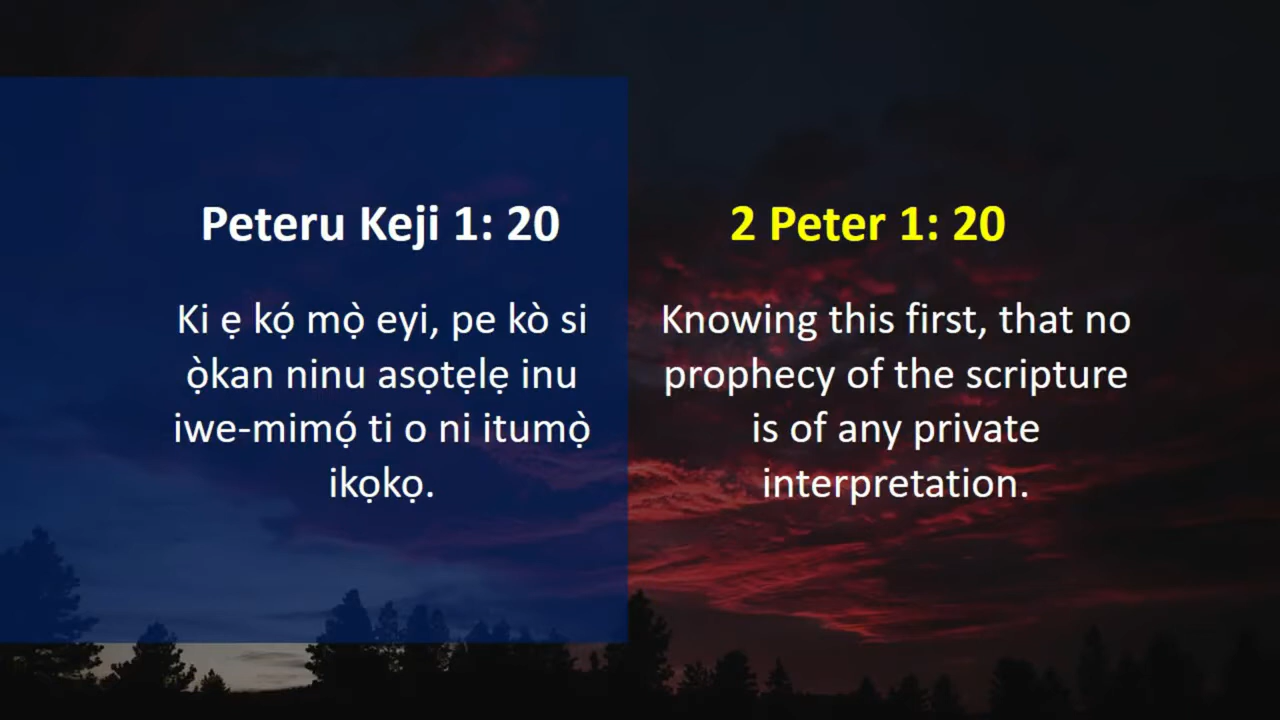 Peteru Keji 1: 20
Ki ẹ kọ́ mọ̀ eyi, pe kò si
ọ̀kan ninu asọtẹlẹ inu
iwe-mimọ́ ti o ni itumọ̀
ikọkọ.
2 Peter 1: 20
Knowing this first, that no
prophecy of the scripture
is of any private
interpretation.